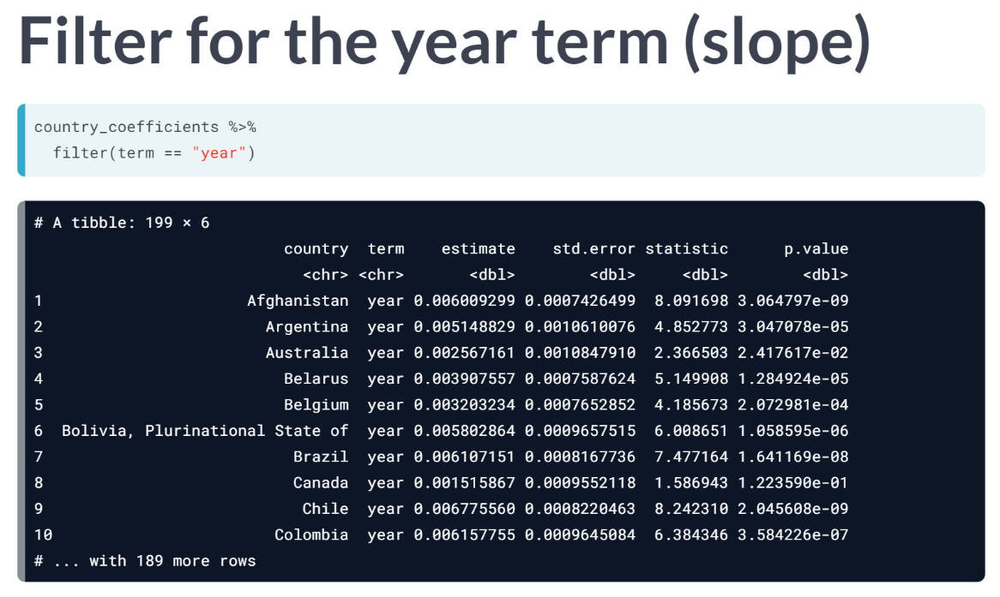 Filter for the year term (slope)
country_coefficients %>%
  filter(term == "year")
# A tibble: 199 × 6
                           country  term    estimate    std.error statistic      p.value
                             <chr> <chr>       <dbl>        <dbl>     <dbl>        <dbl>
1                      Afghanistan  year 0.006009299 0.0007426499  8.091698 3.064797e-09
2                        Argentina  year 0.005148829 0.0010610076  4.852773 3.047078e-05
3                        Australia  year 0.002567161 0.0010847910  2.366503 2.417617e-02
4                          Belarus  year 0.003907557 0.0007587624  5.149908 1.284924e-05
5                          Belgium  year 0.003203234 0.0007652852  4.185673 2.072981e-04
6  Bolivia, Plurinational State of  year 0.005802864 0.0009657515  6.008651 1.058595e-06
7                           Brazil  year 0.006107151 0.0008167736  7.477164 1.641169e-08
8                           Canada  year 0.001515867 0.0009552118  1.586943 1.223590e-01
9                            Chile  year 0.006775560 0.0008220463  8.242310 2.045608e-09
10                        Colombia  year 0.006157755 0.0009645084  6.384346 3.584226e-07
# ... with 189 more rows